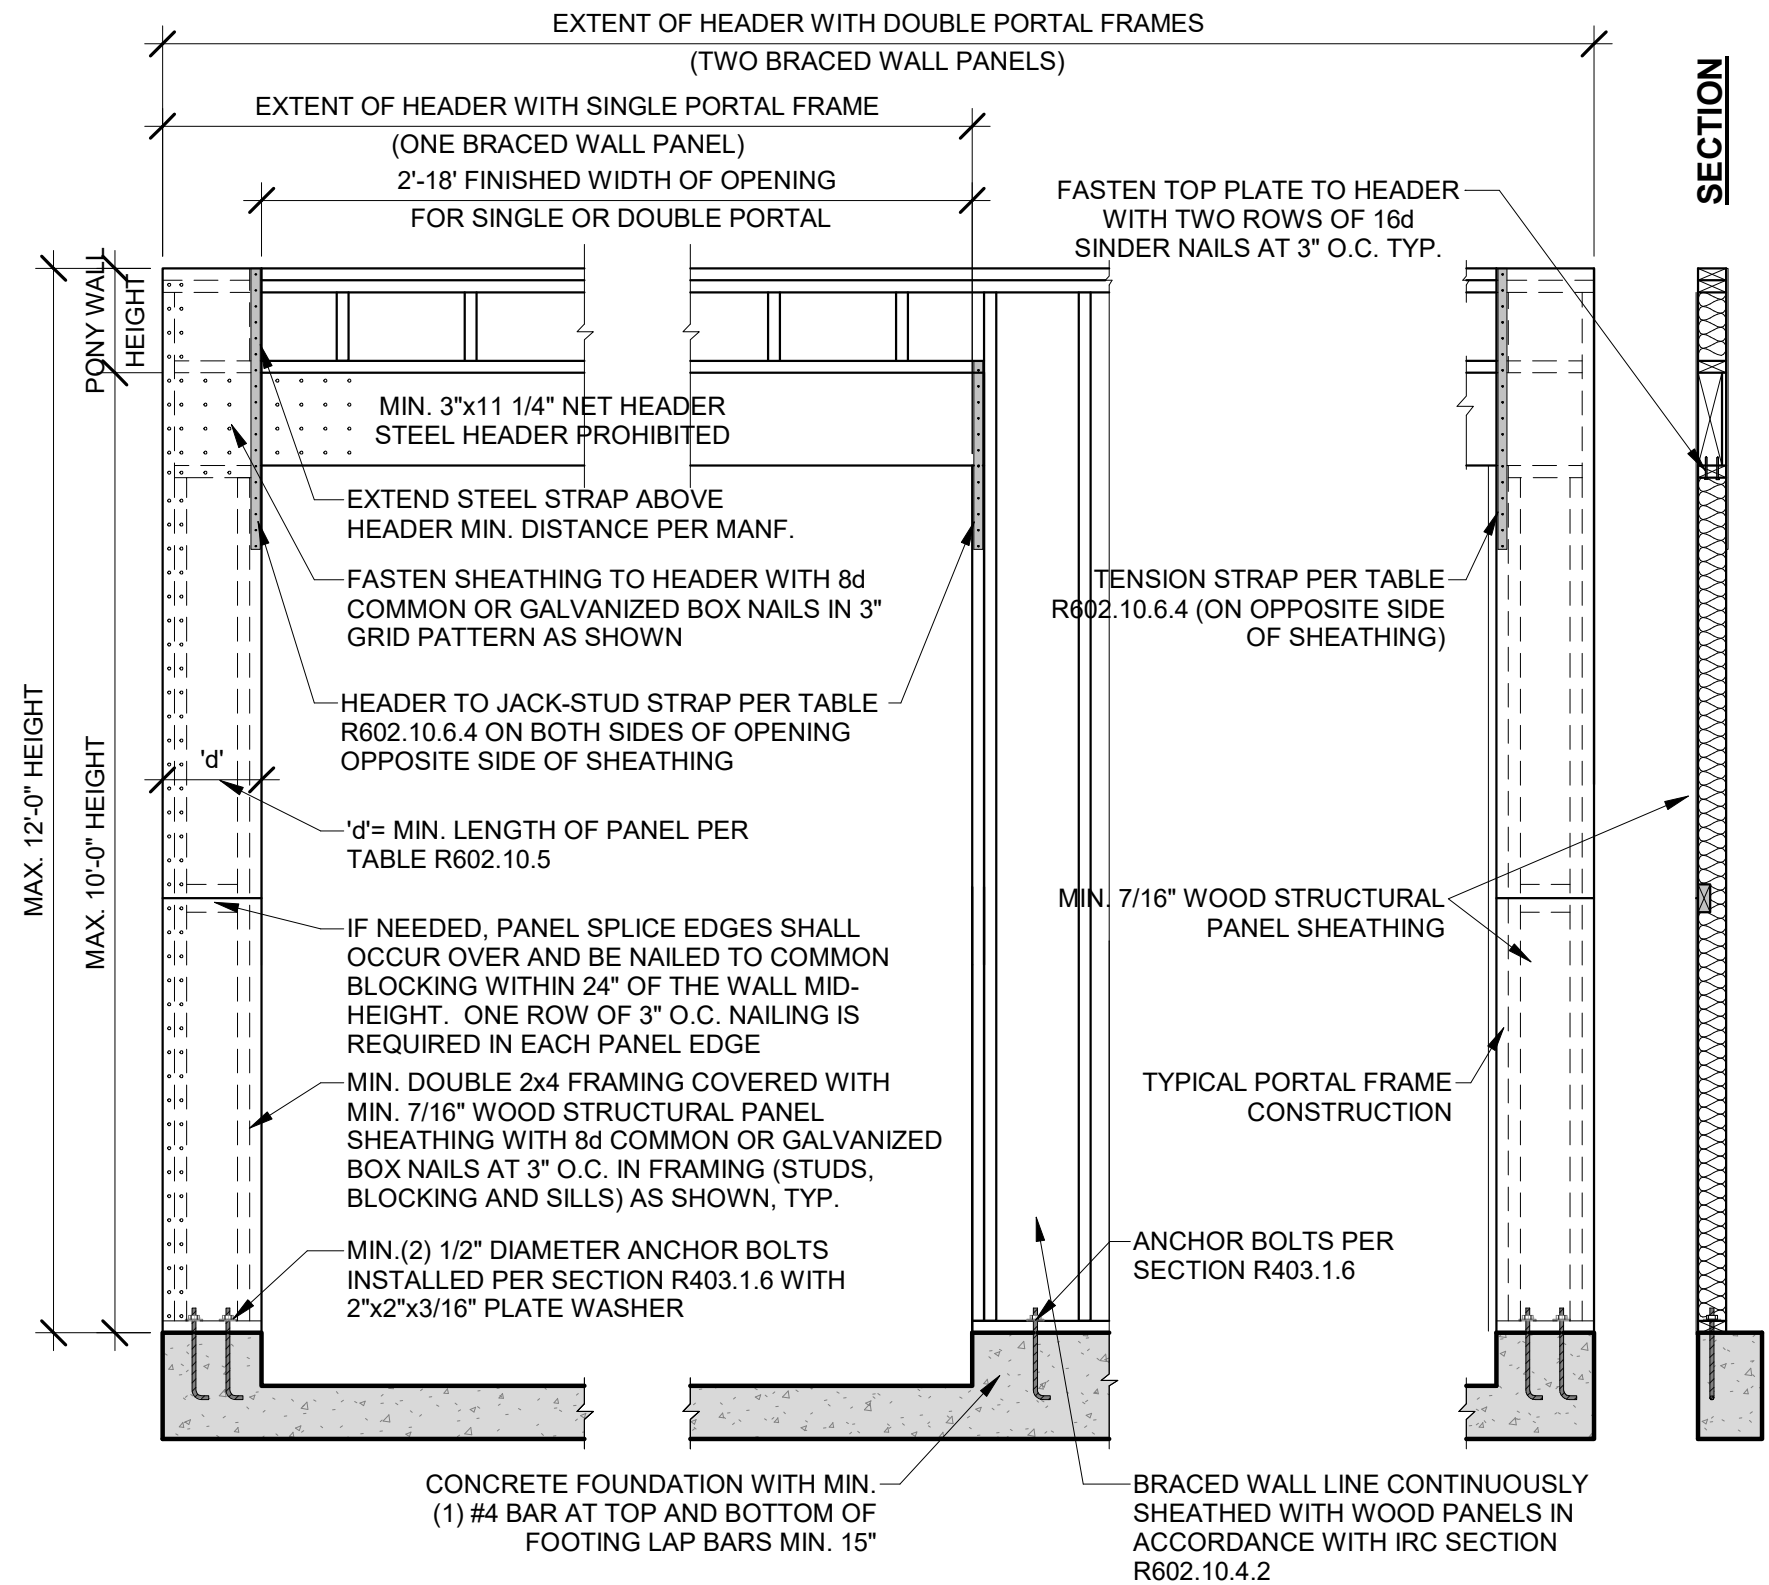 EXTENT OF HEADER WITH DOUBLE PORTAL FRAMES
(TWO BRACED WALL PANELS)
EXTENT OF HEADER WITH SINGLE PORTAL FRAME
(ONE BRACED WALL PANEL)
2'-18' FINISHED WIDTH OF OPENING
FOR SINGLE OR DOUBLE PORTAL
SECTION
FASTEN TOP PLATE TO HEADER
WITH TWO ROWS OF 16d
SINDER NAILS AT 3" O.C. TYP.
PONY WALL
HEIGHT
MIN. 3"x11 1/4" NET HEADER
STEEL HEADER PROHIBITED
EXTEND STEEL STRAP ABOVE
HEADER MIN. DISTANCE PER MANF.
FASTEN SHEATHING TO HEADER WITH 8d
COMMON OR GALVANIZED BOX NAILS IN 3"
GRID PATTERN AS SHOWN
TENSION STRAP PER TABLE
R602.10.6.4 (ON OPPOSITE SIDE
OF SHEATHING)
HEADER TO JACK-STUD STRAP PER TABLE
R602.10.6.4 ON BOTH SIDES OF OPENING
OPPOSITE SIDE OF SHEATHING
MAX. 12'-0" HEIGHT
MAX. 10'-0" HEIGHT
'd'
'd'= MIN. LENGTH OF PANEL PER
TABLE R602.10.5
MIN. 7/16" WOOD STRUCTURAL
PANEL SHEATHING
IF NEEDED, PANEL SPLICE EDGES SHALL
OCCUR OVER AND BE NAILED TO COMMON
BLOCKING WITHIN 24" OF THE WALL MID-
HEIGHT. ONE ROW OF 3" O.C. NAILING IS
REQUIRED IN EACH PANEL EDGE
MIN. DOUBLE 2x4 FRAMING COVERED WITH
MIN. 7/16" WOOD STRUCTURAL PANEL
SHEATHING WITH 8d COMMON OR GALVANIZED
BOX NAILS AT 3" O.C. IN FRAMING (STUDS,
BLOCKING AND SILLS) AS SHOWN, TYP.
TYPICAL PORTAL FRAME
CONSTRUCTION
MIN.(2) 1/2" DIAMETER ANCHOR BOLTS
INSTALLED PER SECTION R403.1.6 WITH
2"x2"x3/16" PLATE WASHER
ANCHOR BOLTS PER
SECTION R403.1.6
CONCRETE FOUNDATION WITH MIN.
(1) #4 BAR AT TOP AND BOTTOM OF
FOOTING LAP BARS MIN. 15"
BRACED WALL LINE CONTINUOUSLY
SHEATHED WITH WOOD PANELS IN
ACCORDANCE WITH IRC SECTION
R602.10.4.2